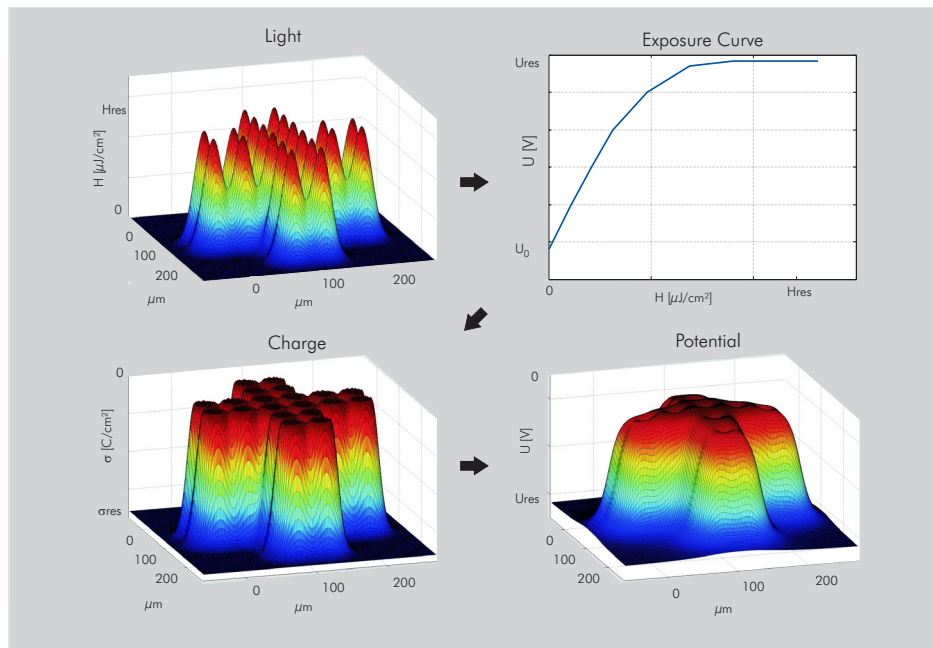 Light
Hres
H [µJ/cm²]
0
0
100
200
µm
0
100
200
µm
Exposure Curve
Ures
U [V]
U₀
0
H [µJ/cm²]
Hres
Charge
0
σ [C/cm²]
σres
0
100
200
µm
0
100
200
µm
Potential
0
U [V]
Ures
0
100
200
µm
0
100
200
µm